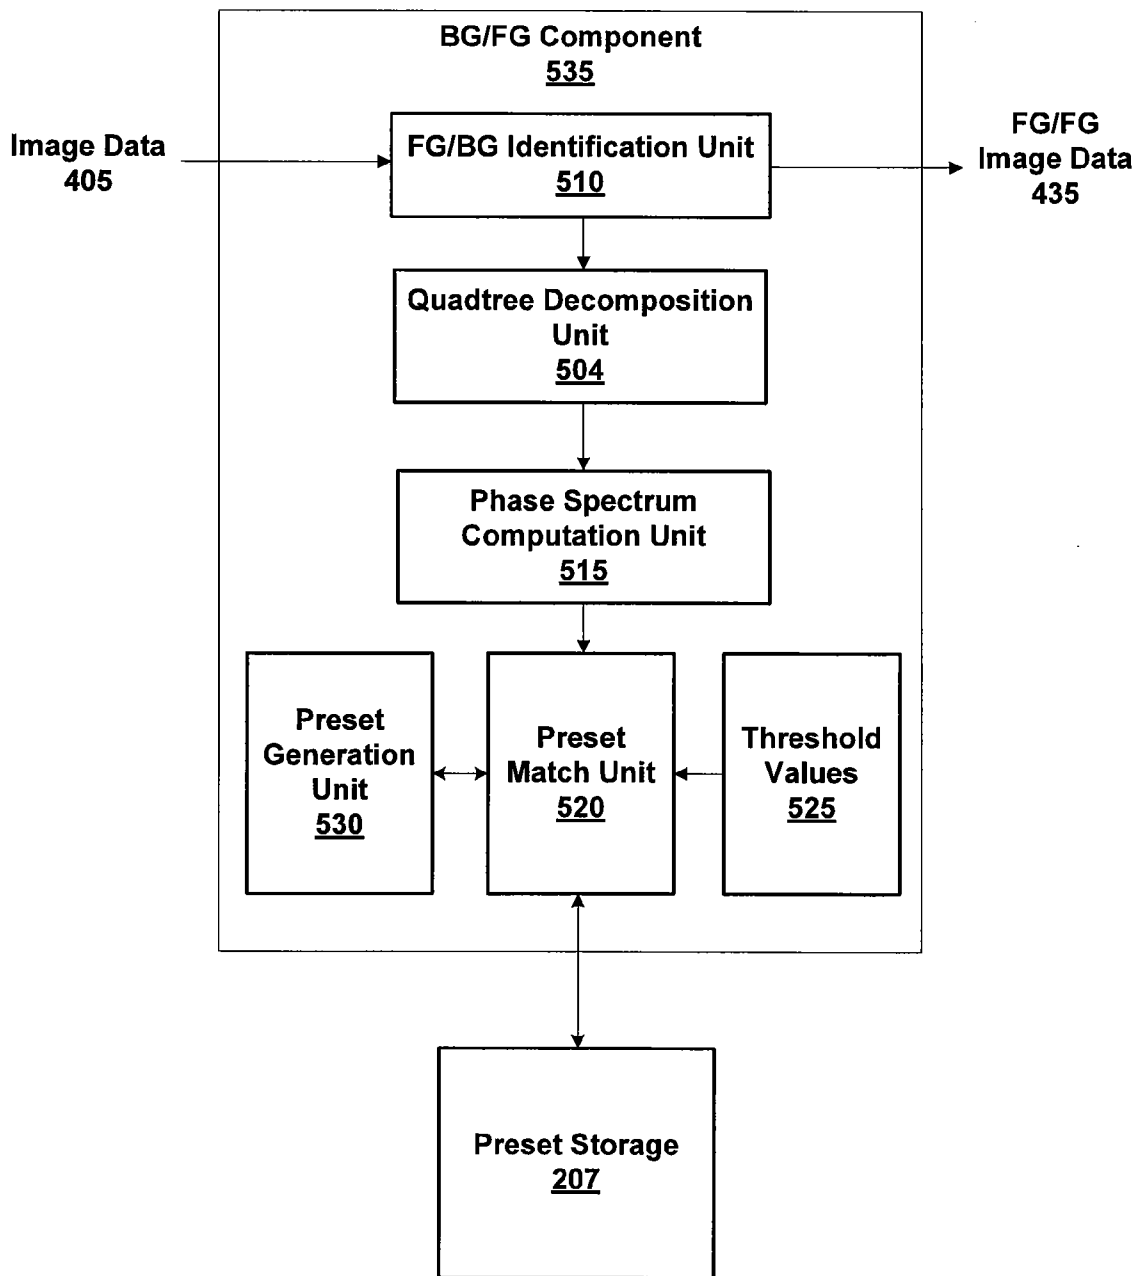 BG/FG Component
535
Image Data
405
FG/BG Identification Unit
510
FG/FG
Image Data
435
Quadtree Decomposition
Unit
504
Phase Spectrum
Computation Unit
515
Preset
Generation
Unit
530
Preset
Match Unit
520
Threshold
Values
525
Preset Storage
207